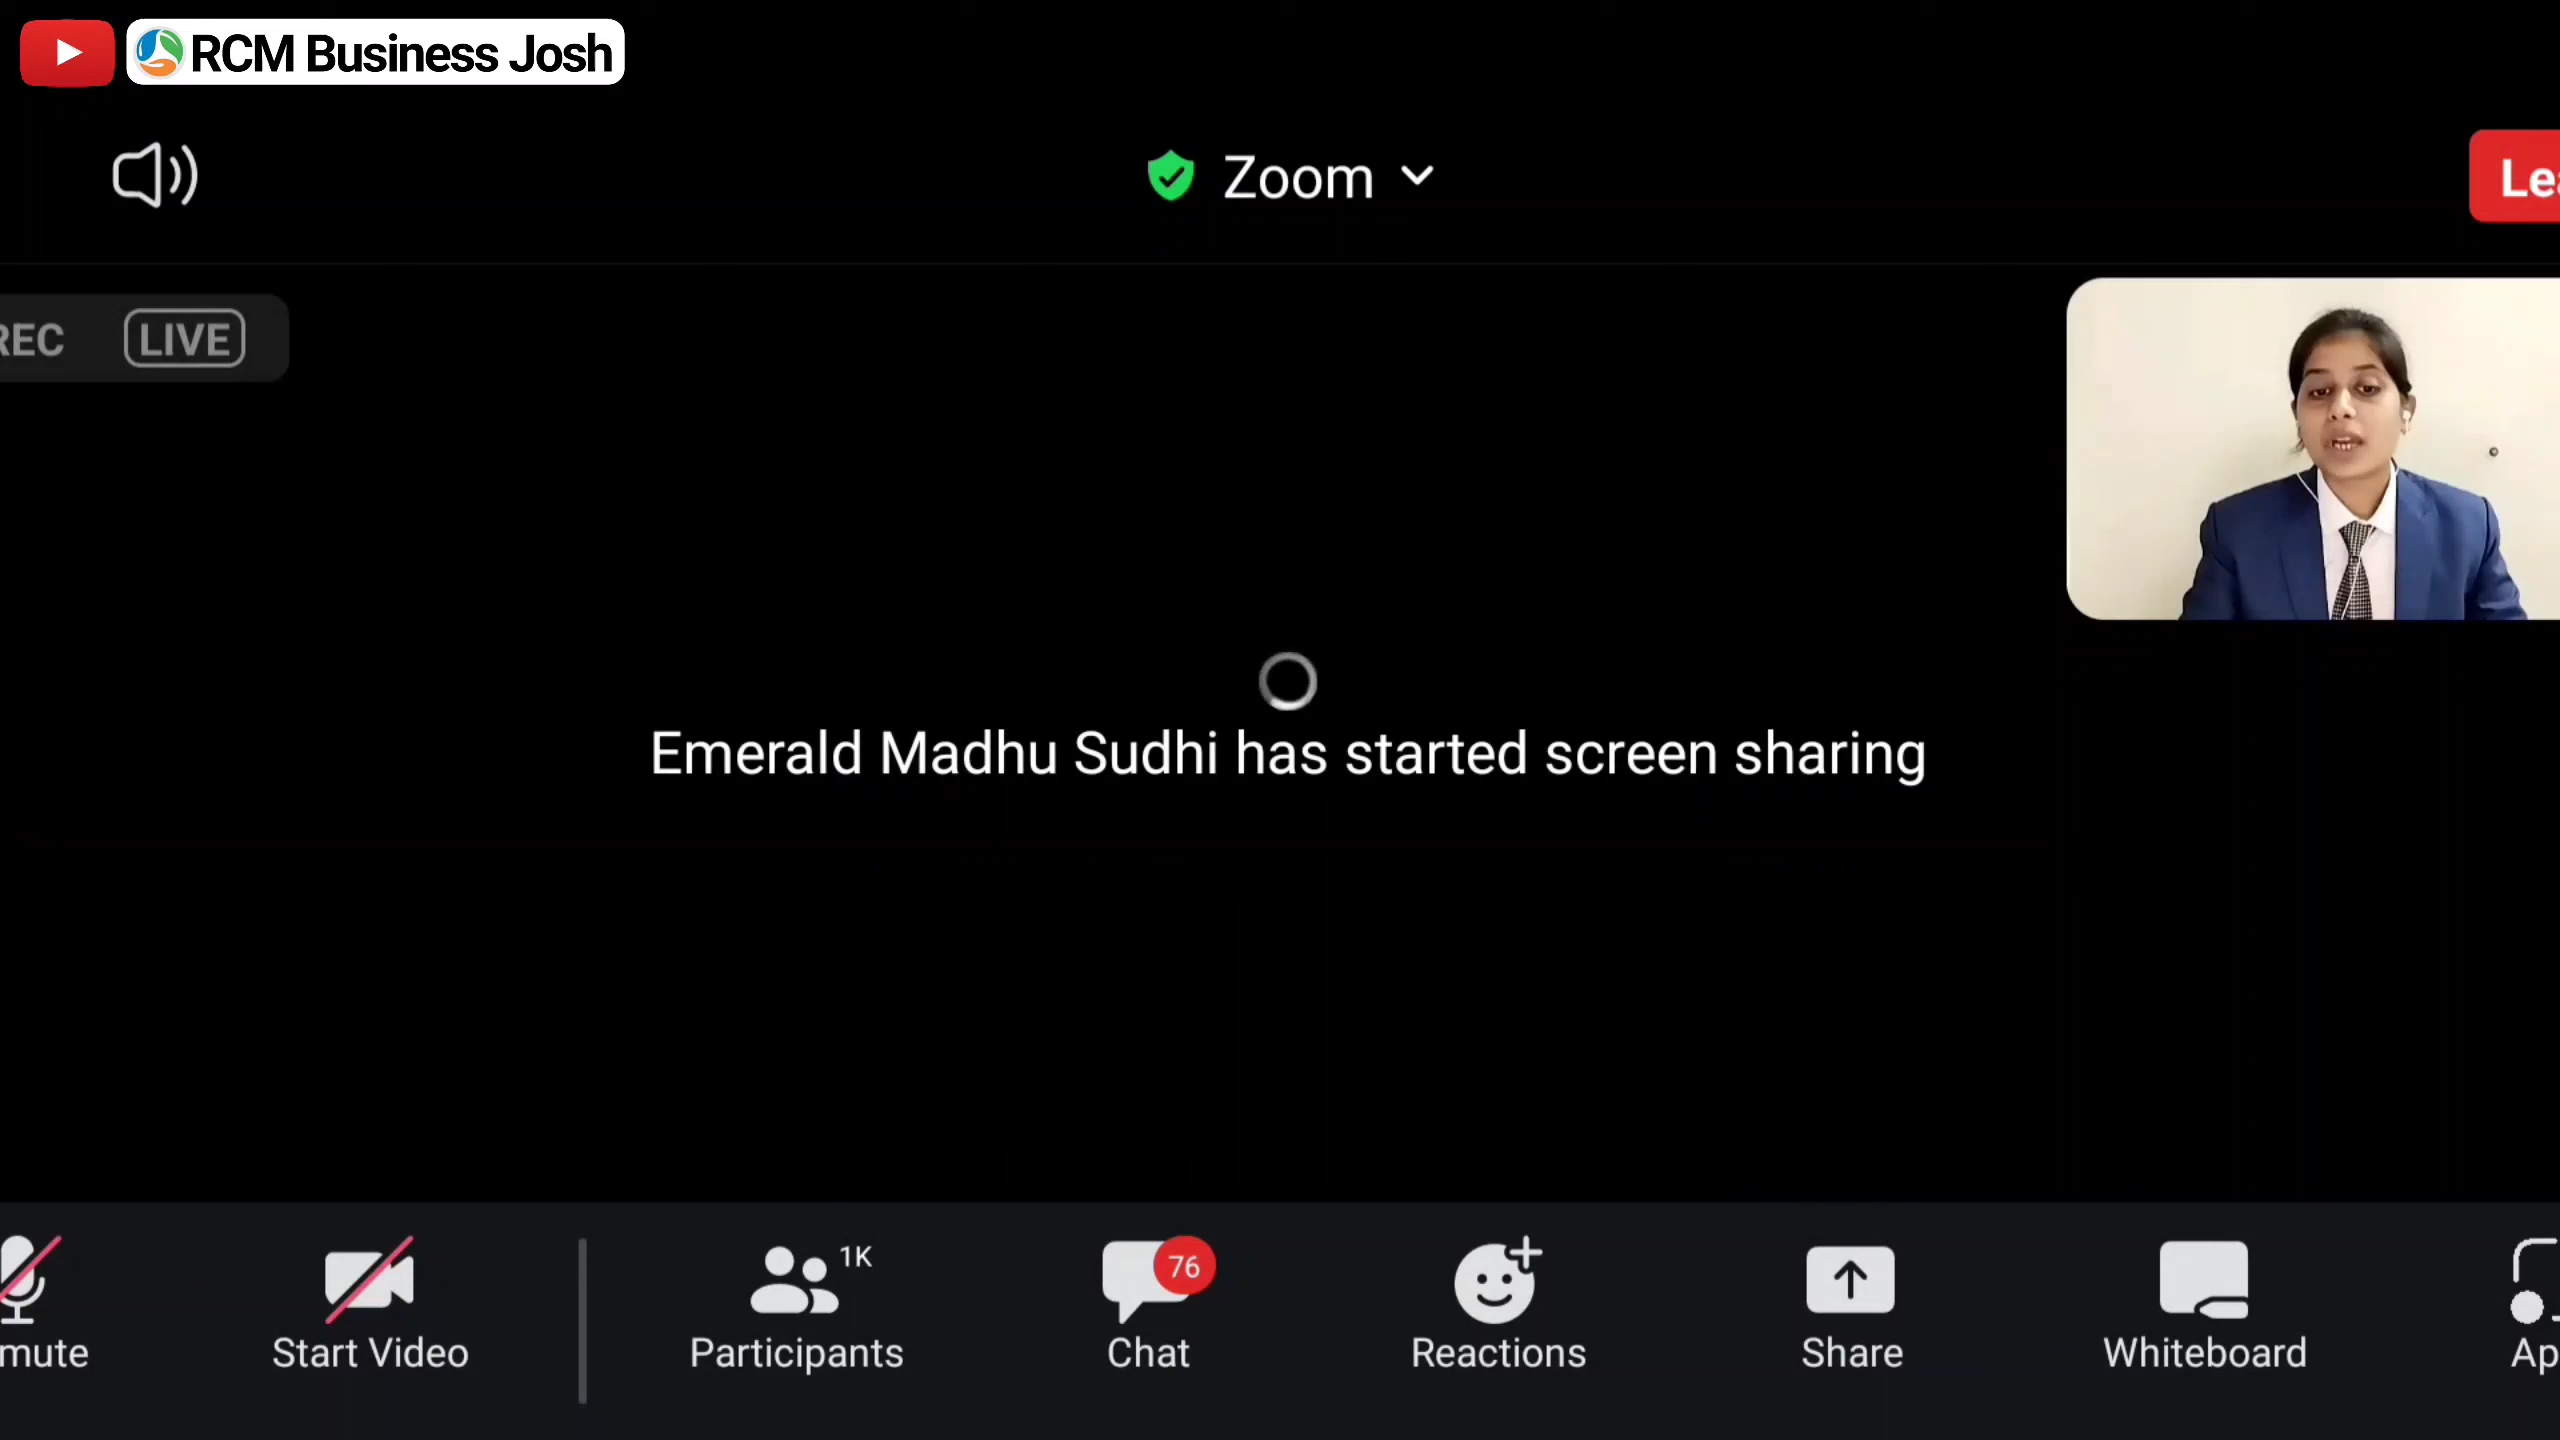 RCM Business Josh
Zoom
Lea
REC
LIVE
Emerald Madhu Sudhi has started screen sharing
1K
76
mute
Start Video
Participants
Chat
Reactions
Share
Whiteboard
Ap